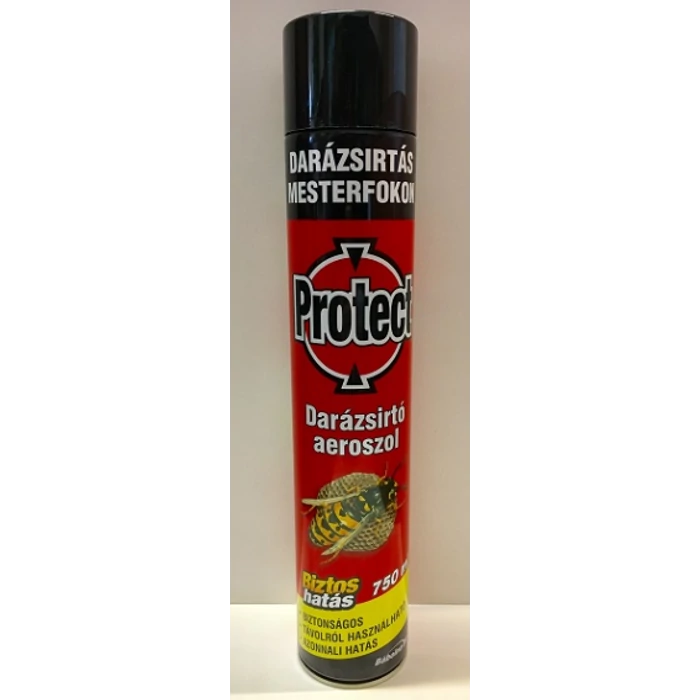 DARÁZSIRTÁS
MESTERFOKON
Protect
Darázsirtó
aeroszol
Biztos
hatás
750
BIZTONSÁGOS
TÁVOLRÓL HASZNÁLHATÓ
AZONNALI HATÁS